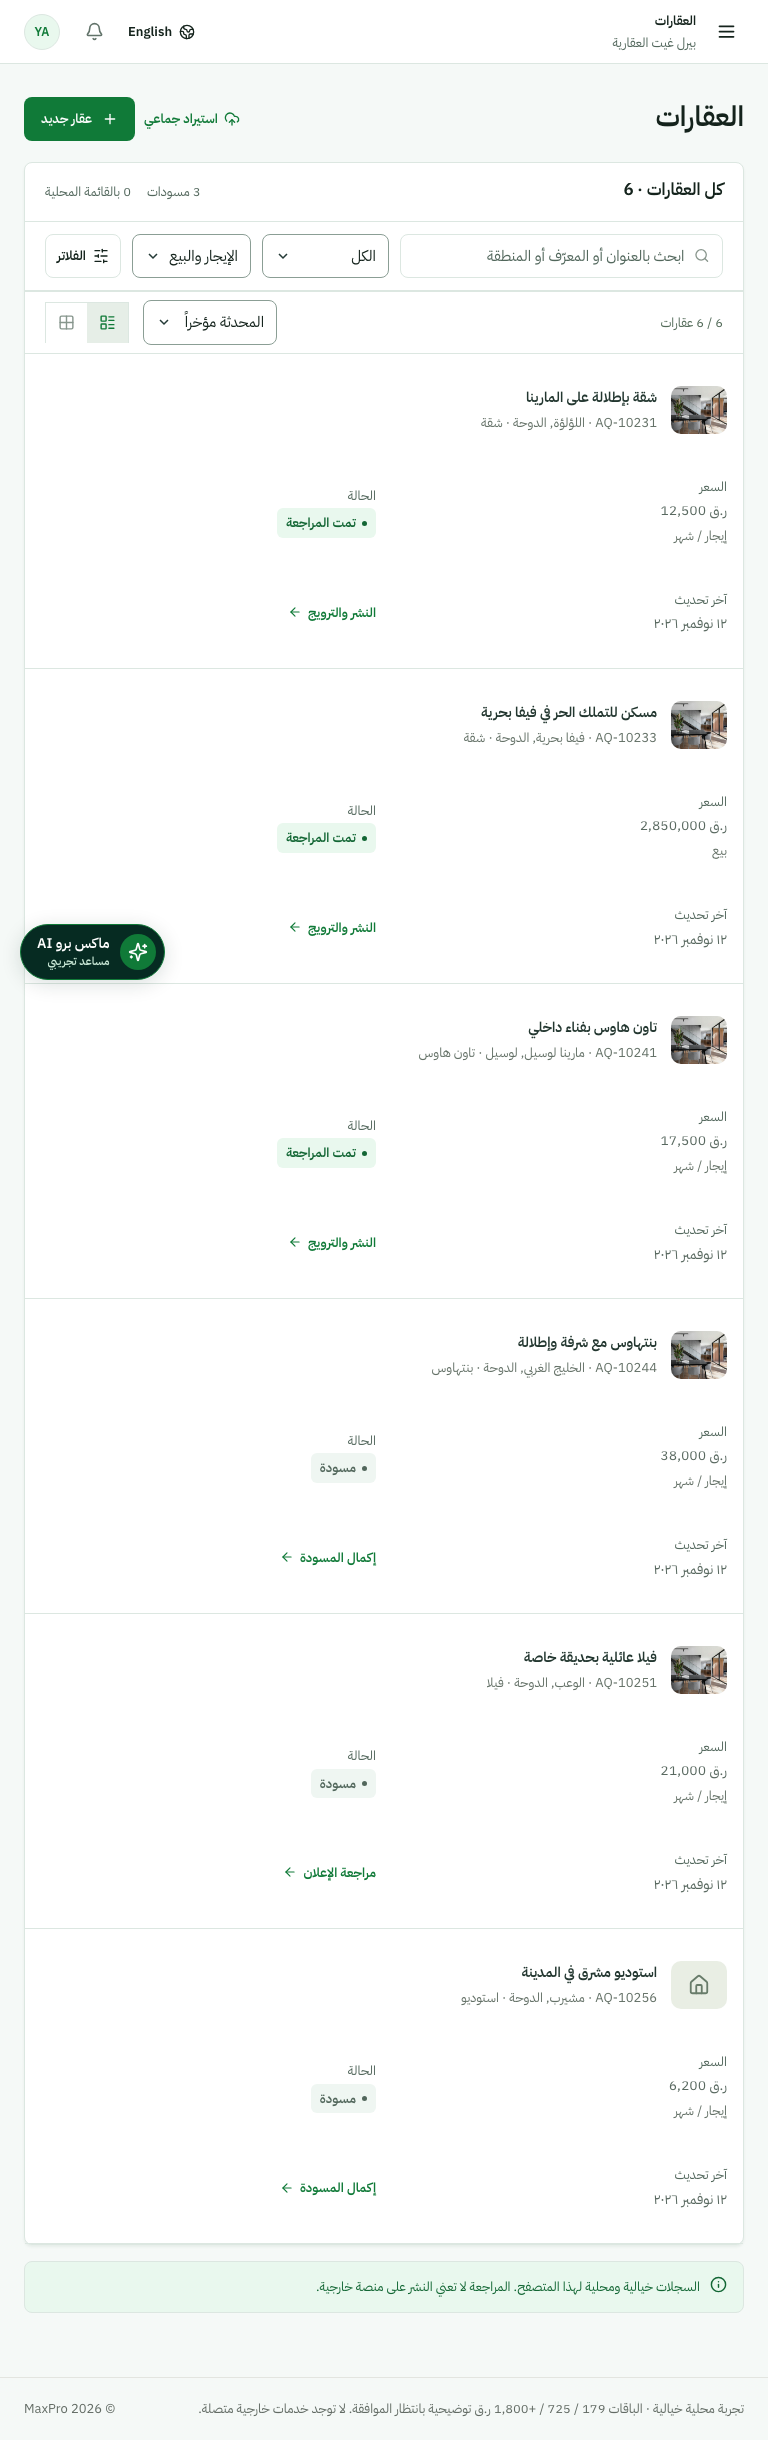 العقارات
بيرل غيت العقارية
English
YA
العقارات
استيراد جماعي
عقار جديد
كل العقارات · 6
3 مسودات
0 بالقائمة المحلية
ابحث بالعنوان أو المعرّف أو المنطقة
الكل
الإيجار والبيع
الفلاتر
6 / 6 عقارات
المحدثة مؤخراً
شقة بإطلالة على المارينا
AQ-10231 · اللؤلؤة, الدوحة · شقة
السعر
ر.ق 12,500
إيجار / شهر
الحالة
تمت المراجعة
آخر تحديث
١٢ نوفمبر ٢٠٢٦
النشر والترويج
مسكن للتملك الحر في فيفا بحرية
AQ-10233 · فيفا بحرية, الدوحة · شقة
السعر
ر.ق 2,850,000
بيع
الحالة
تمت المراجعة
آخر تحديث
١٢ نوفمبر ٢٠٢٦
النشر والترويج
ماكس برو AI
مساعد تجريبي
تاون هاوس بفناء داخلي
AQ-10241 · مارينا لوسيل, لوسيل · تاون هاوس
السعر
ر.ق 17,500
إيجار / شهر
الحالة
تمت المراجعة
آخر تحديث
١٢ نوفمبر ٢٠٢٦
النشر والترويج
بنتهاوس مع شرفة وإطلالة
AQ-10244 · الخليج الغربي, الدوحة · بنتهاوس
السعر
ر.ق 38,000
إيجار / شهر
الحالة
مسودة
آخر تحديث
١٢ نوفمبر ٢٠٢٦
إكمال المسودة
فيلا عائلية بحديقة خاصة
AQ-10251 · الوعب, الدوحة · فيلا
السعر
ر.ق 21,000
إيجار / شهر
الحالة
مسودة
آخر تحديث
١٢ نوفمبر ٢٠٢٦
مراجعة الإعلان
استوديو مشرق في المدينة
AQ-10256 · مشيرب, الدوحة · استوديو
السعر
ر.ق 6,200
إيجار / شهر
الحالة
مسودة
آخر تحديث
١٢ نوفمبر ٢٠٢٦
إكمال المسودة
السجلات خيالية ومحلية لهذا المتصفح. المراجعة لا تعني النشر على منصة خارجية.
تجربة محلية خيالية · الباقات 179 / 725 / +1,800 ر.ق توضيحية بانتظار الموافقة. لا توجد خدمات خارجية متصلة.
© 2026 MaxPro